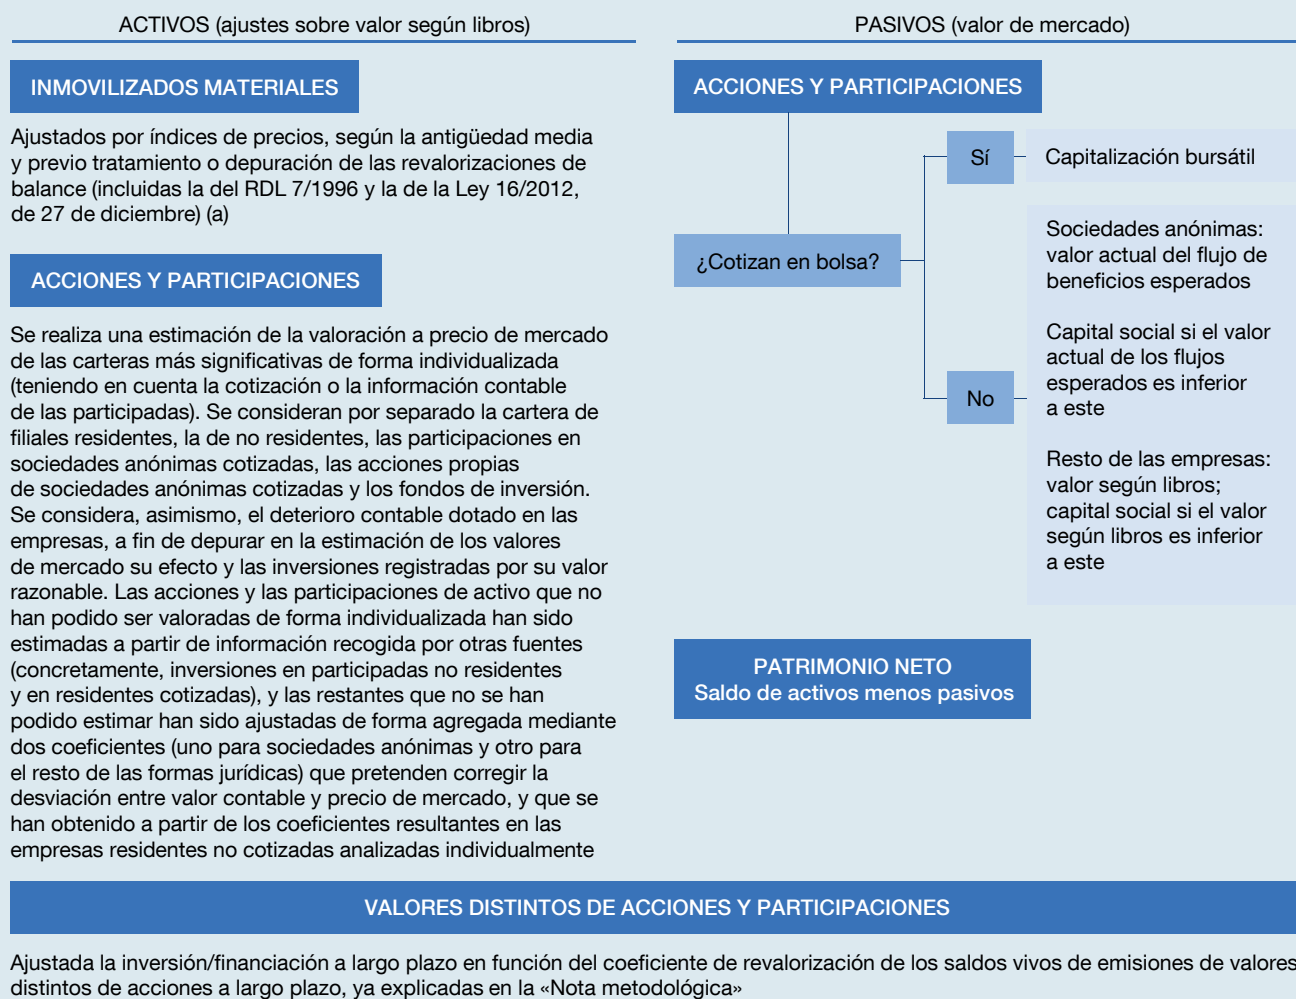 ACTIVOS (ajustes sobre valor según libros)
INMOVILIZADOS MATERIALES
Ajustados por índices de precios, según la antigüedad media
y previo tratamiento o depuración de las revalorizaciones de
balance (incluidas la del RDL 7/1996 y la de la Ley 16/2012,
de 27 de diciembre) (a)
ACCIONES Y PARTICIPACIONES
Se realiza una estimación de la valoración a precio de mercado
de las carteras más significativas de forma individualizada
(teniendo en cuenta la cotización o la información contable
de las participadas). Se consideran por separado la cartera de
filiales residentes, la de no residentes, las participaciones en
sociedades anónimas cotizadas, las acciones propias
de sociedades anónimas cotizadas y los fondos de inversión.
Se considera, asimismo, el deterioro contable dotado en las
empresas, a fin de depurar en la estimación de los valores
de mercado su efecto y las inversiones registradas por su valor
razonable. Las acciones y las participaciones de activo que no
han podido ser valoradas de forma individualizada han sido
estimadas a partir de información recogida por otras fuentes
(concretamente, inversiones en participadas no residentes
y en residentes cotizadas), y las restantes que no se han
podido estimar han sido ajustadas de forma agregada mediante
dos coeficientes (uno para sociedades anónimas y otro para
el resto de las formas jurídicas) que pretenden corregir la
desviación entre valor contable y precio de mercado, y que se
han obtenido a partir de los coeficientes resultantes en las
empresas residentes no cotizadas analizadas individualmente
PASIVOS (valor de mercado)
ACCIONES Y PARTICIPACIONES
¿Cotizan en bolsa?
Sí
Capitalización bursátil
No
Sociedades anónimas:
valor actual del flujo de
beneficios esperados
Capital social si el valor
actual de los flujos
esperados es inferior
a este
Resto de las empresas:
valor según libros;
capital social si el valor
según libros es inferior
a este
PATRIMONIO NETO
Saldo de activos menos pasivos
VALORES DISTINTOS DE ACCIONES Y PARTICIPACIONES
Ajustada la inversión/financiación a largo plazo en función del coeficiente de revalorización de los saldos vivos de emisiones de valores
distintos de acciones a largo plazo, ya explicadas en la «Nota metodológica»